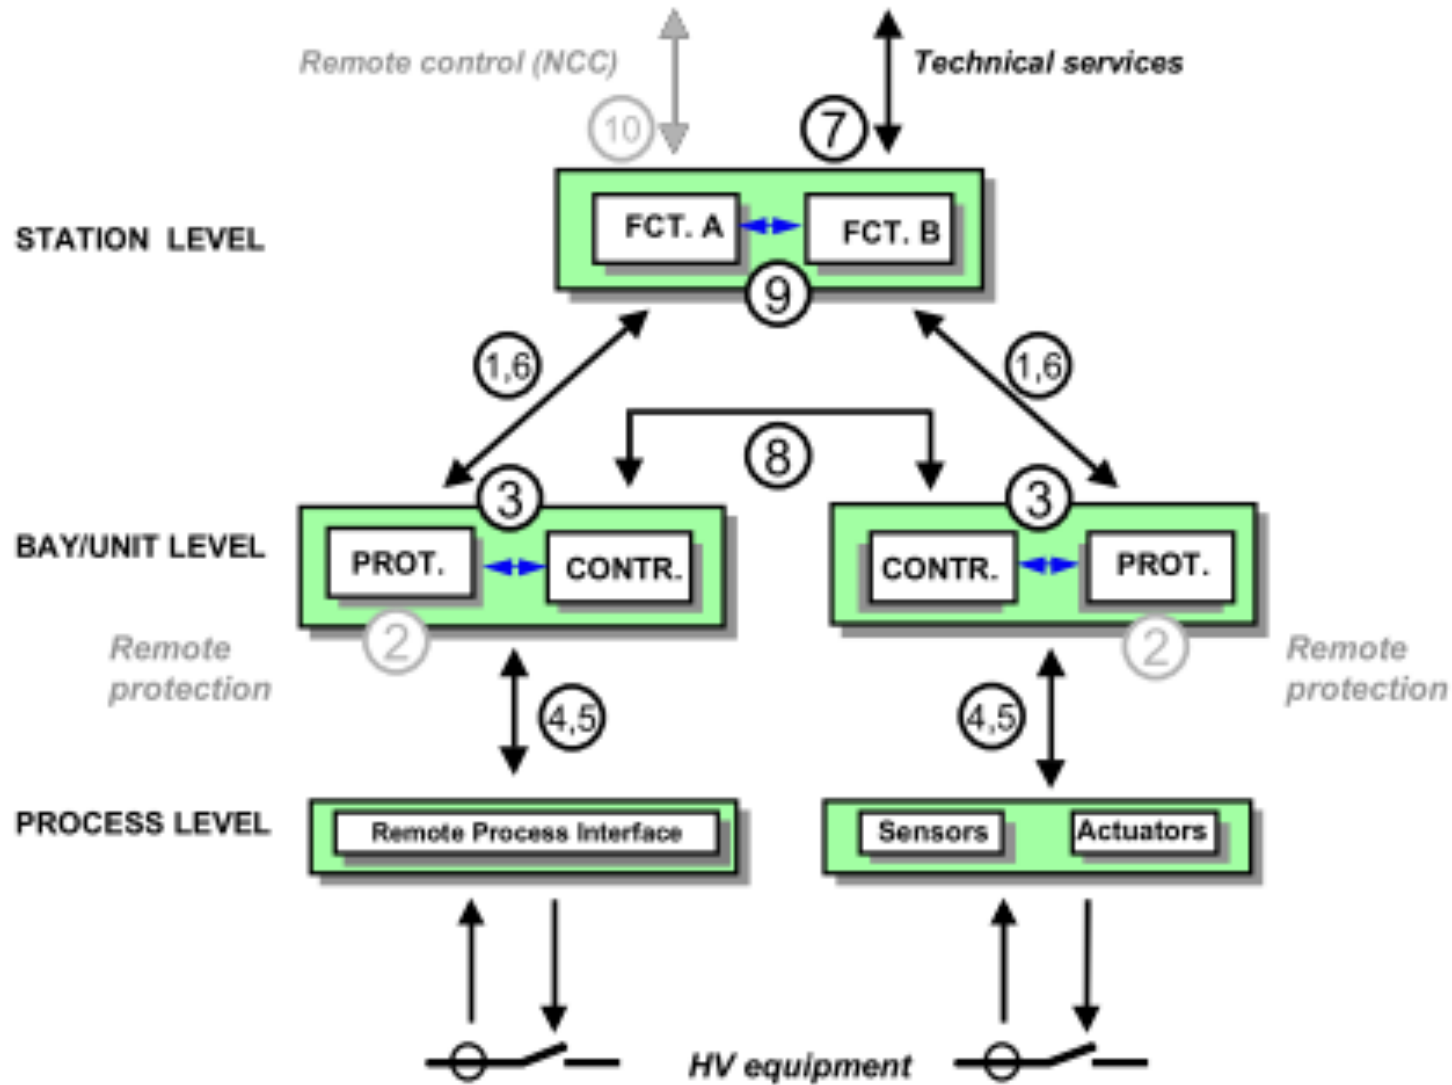 Remote control (NCC)
Technical services
10
7
STATION LEVEL
FCT. A
FCT. B
9
1,6
1,6
8
3
3
BAY/UNIT LEVEL
PROT.
CONTR.
CONTR.
PROT.
2
2
Remote
protection
Remote
protection
4,5
4,5
PROCESS LEVEL
Remote Process Interface
Sensors
Actuators
HV equipment